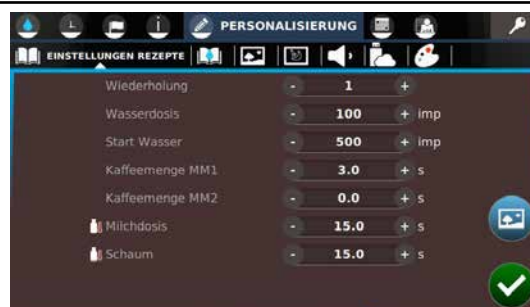 PERSONALISIERUNG
EINSTELLUNGEN REZEPTE
Wiederholung - 1 +
Wasserdosis - 100 + imp
Start Wasser - 500 + imp
Kaffeemenge MM1 - 3.0 + s
Kaffeemenge MM2 - 0.0 + s
Milchdosis - 15.0 + s
Schaum - 15.0 + s